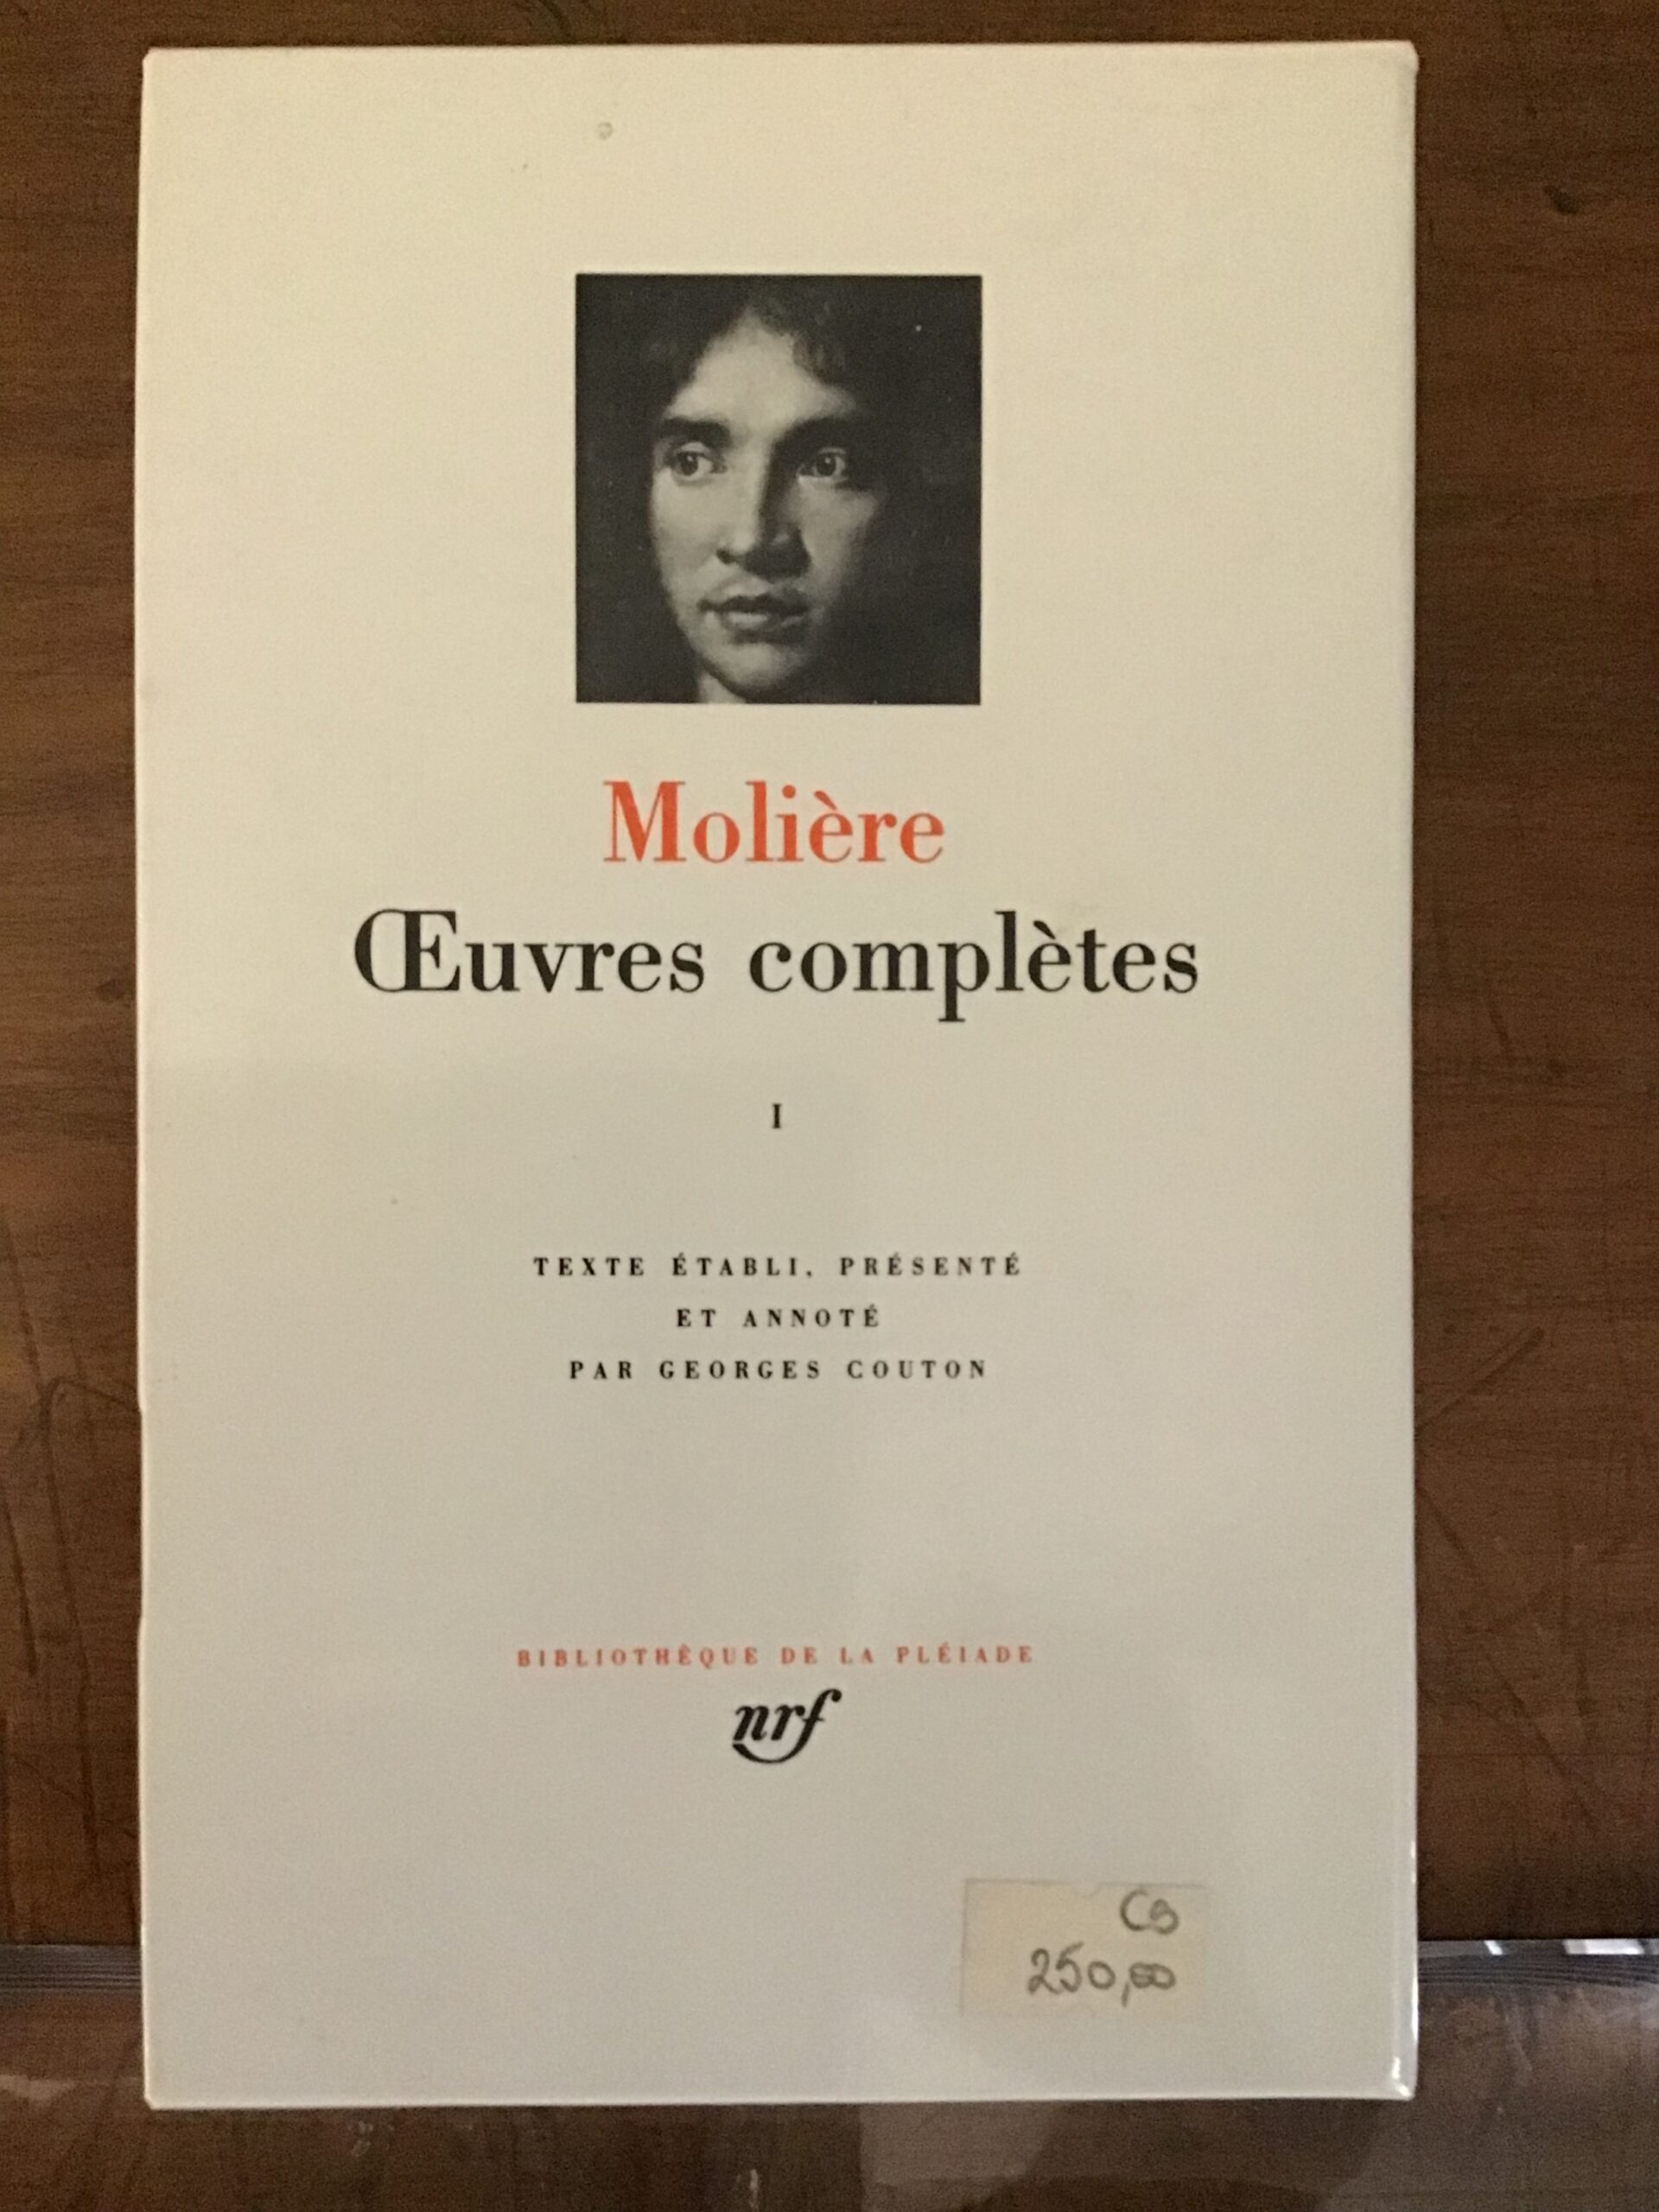 Molière
Œuvres complètes
I
TEXTE ÉTABLI, PRÉSENTÉ
ET ANNOTÉ
PAR GEORGES COUTON
BIBLIOTHÈQUE DE LA PLÉIADE
nrf
250,00